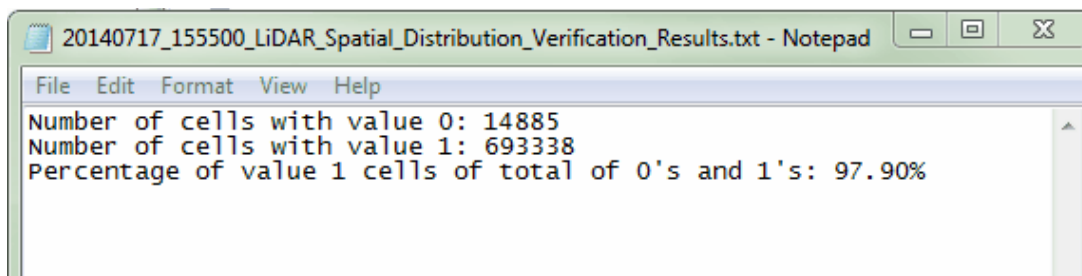 20140717_155500_LiDAR_Spatial_Distribution_Verification_Results.txt - Notepad
File Edit Format View Help
Number of cells with value 0: 14885
Number of cells with value 1: 693338
Percentage of value 1 cells of total of 0's and 1's: 97.90%